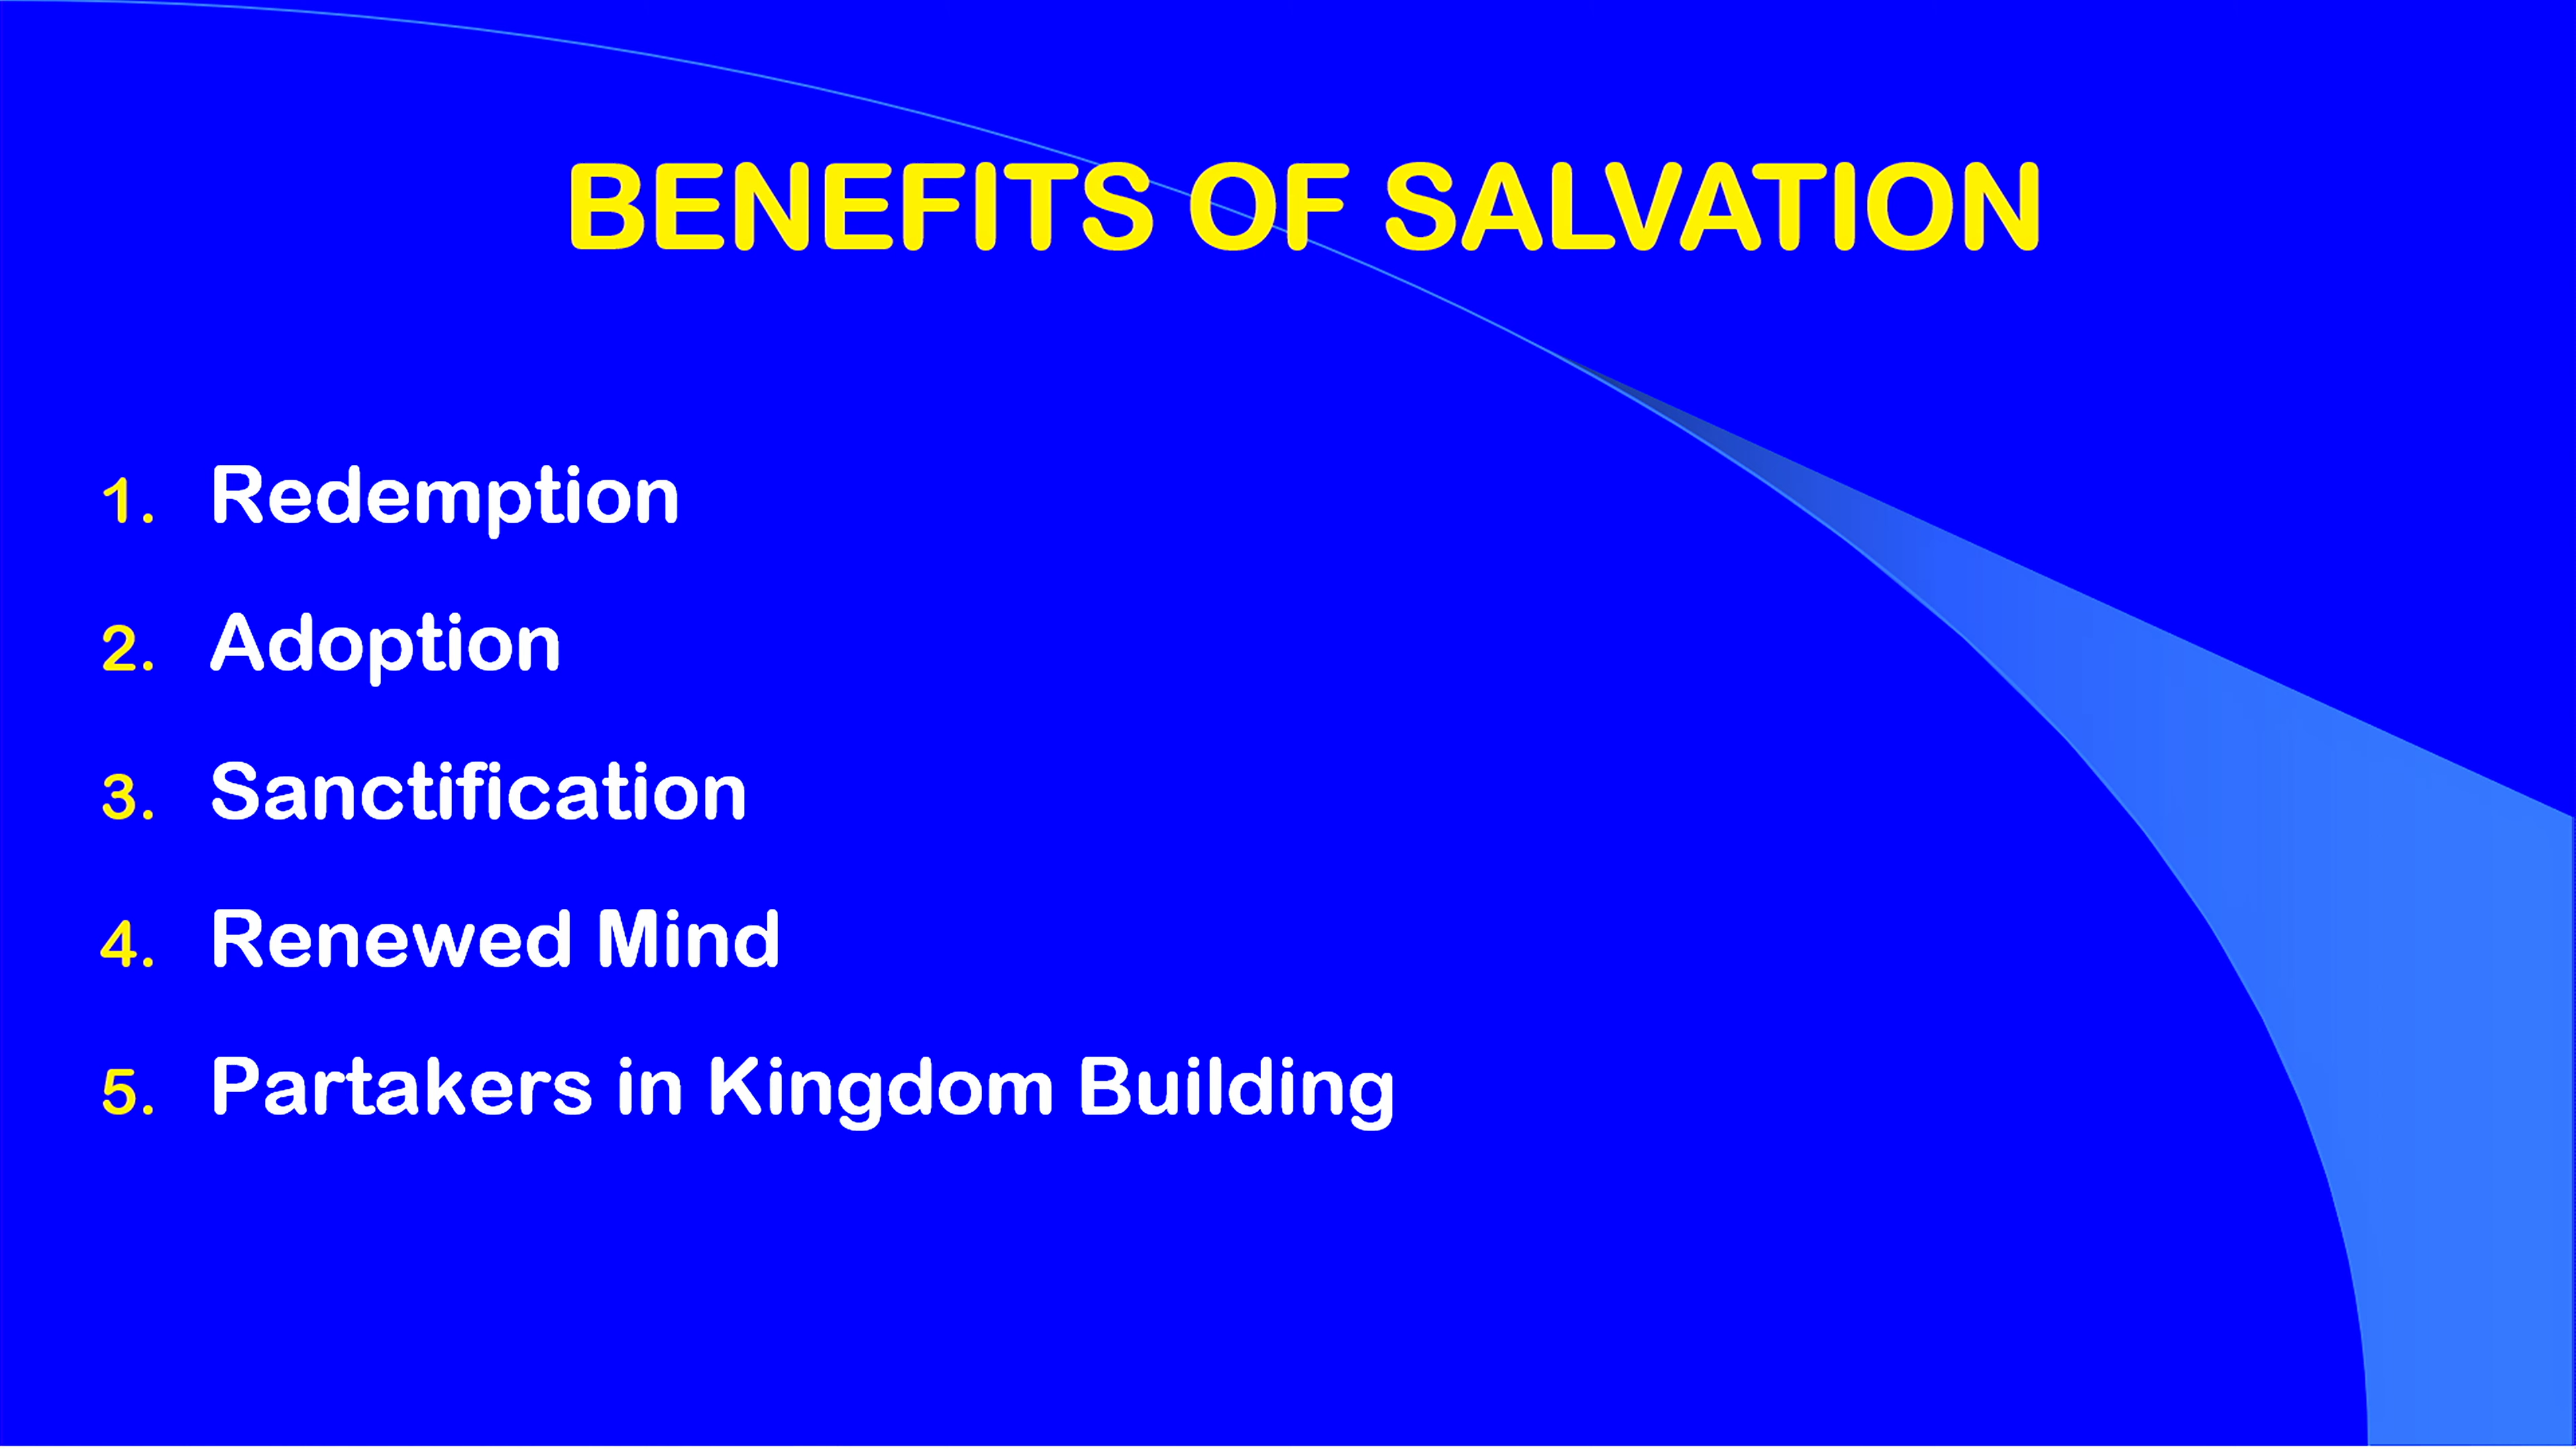 BENEFITS OF SALVATION
1. Redemption
2. Adoption
3. Sanctification
4. Renewed Mind
5. Partakers in Kingdom Building